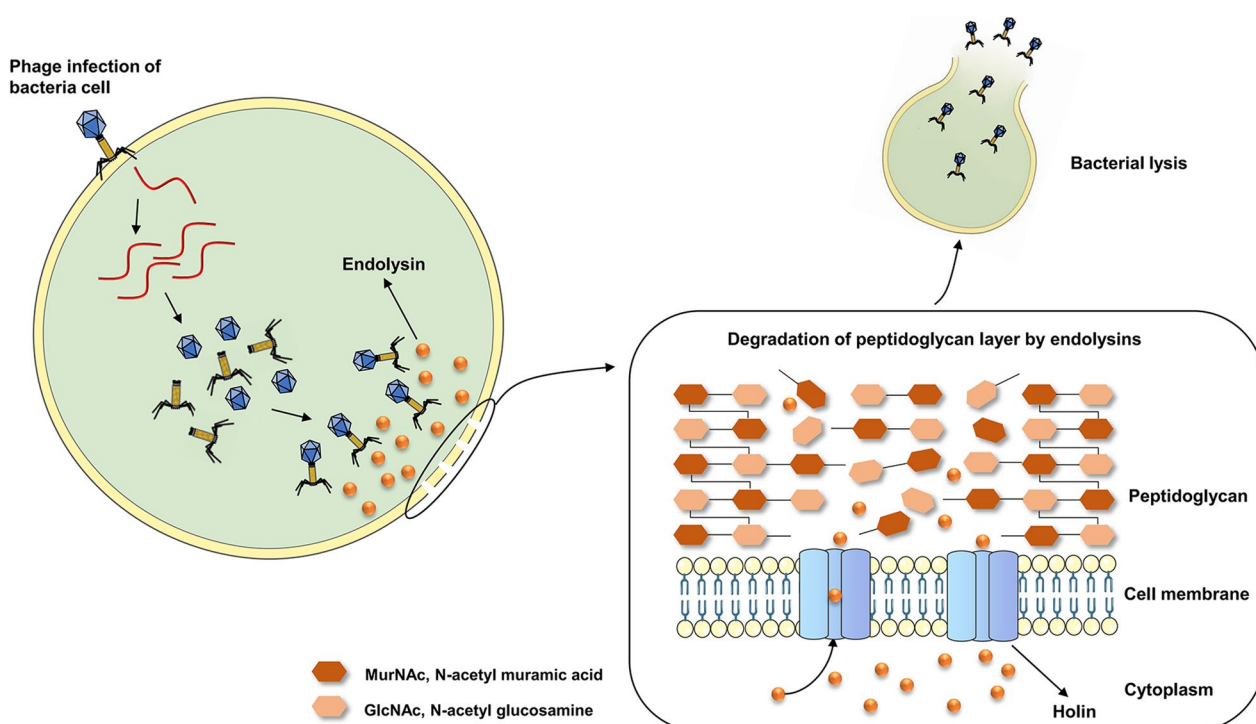 Phage infection of
bacteria cell
Endolysin
Bacterial lysis
Degradation of peptidoglycan layer by endolysins
Peptidoglycan
Cell membrane
Cytoplasm
Holin
MurNAc, N-acetyl muramic acid
GlcNAc, N-acetyl glucosamine